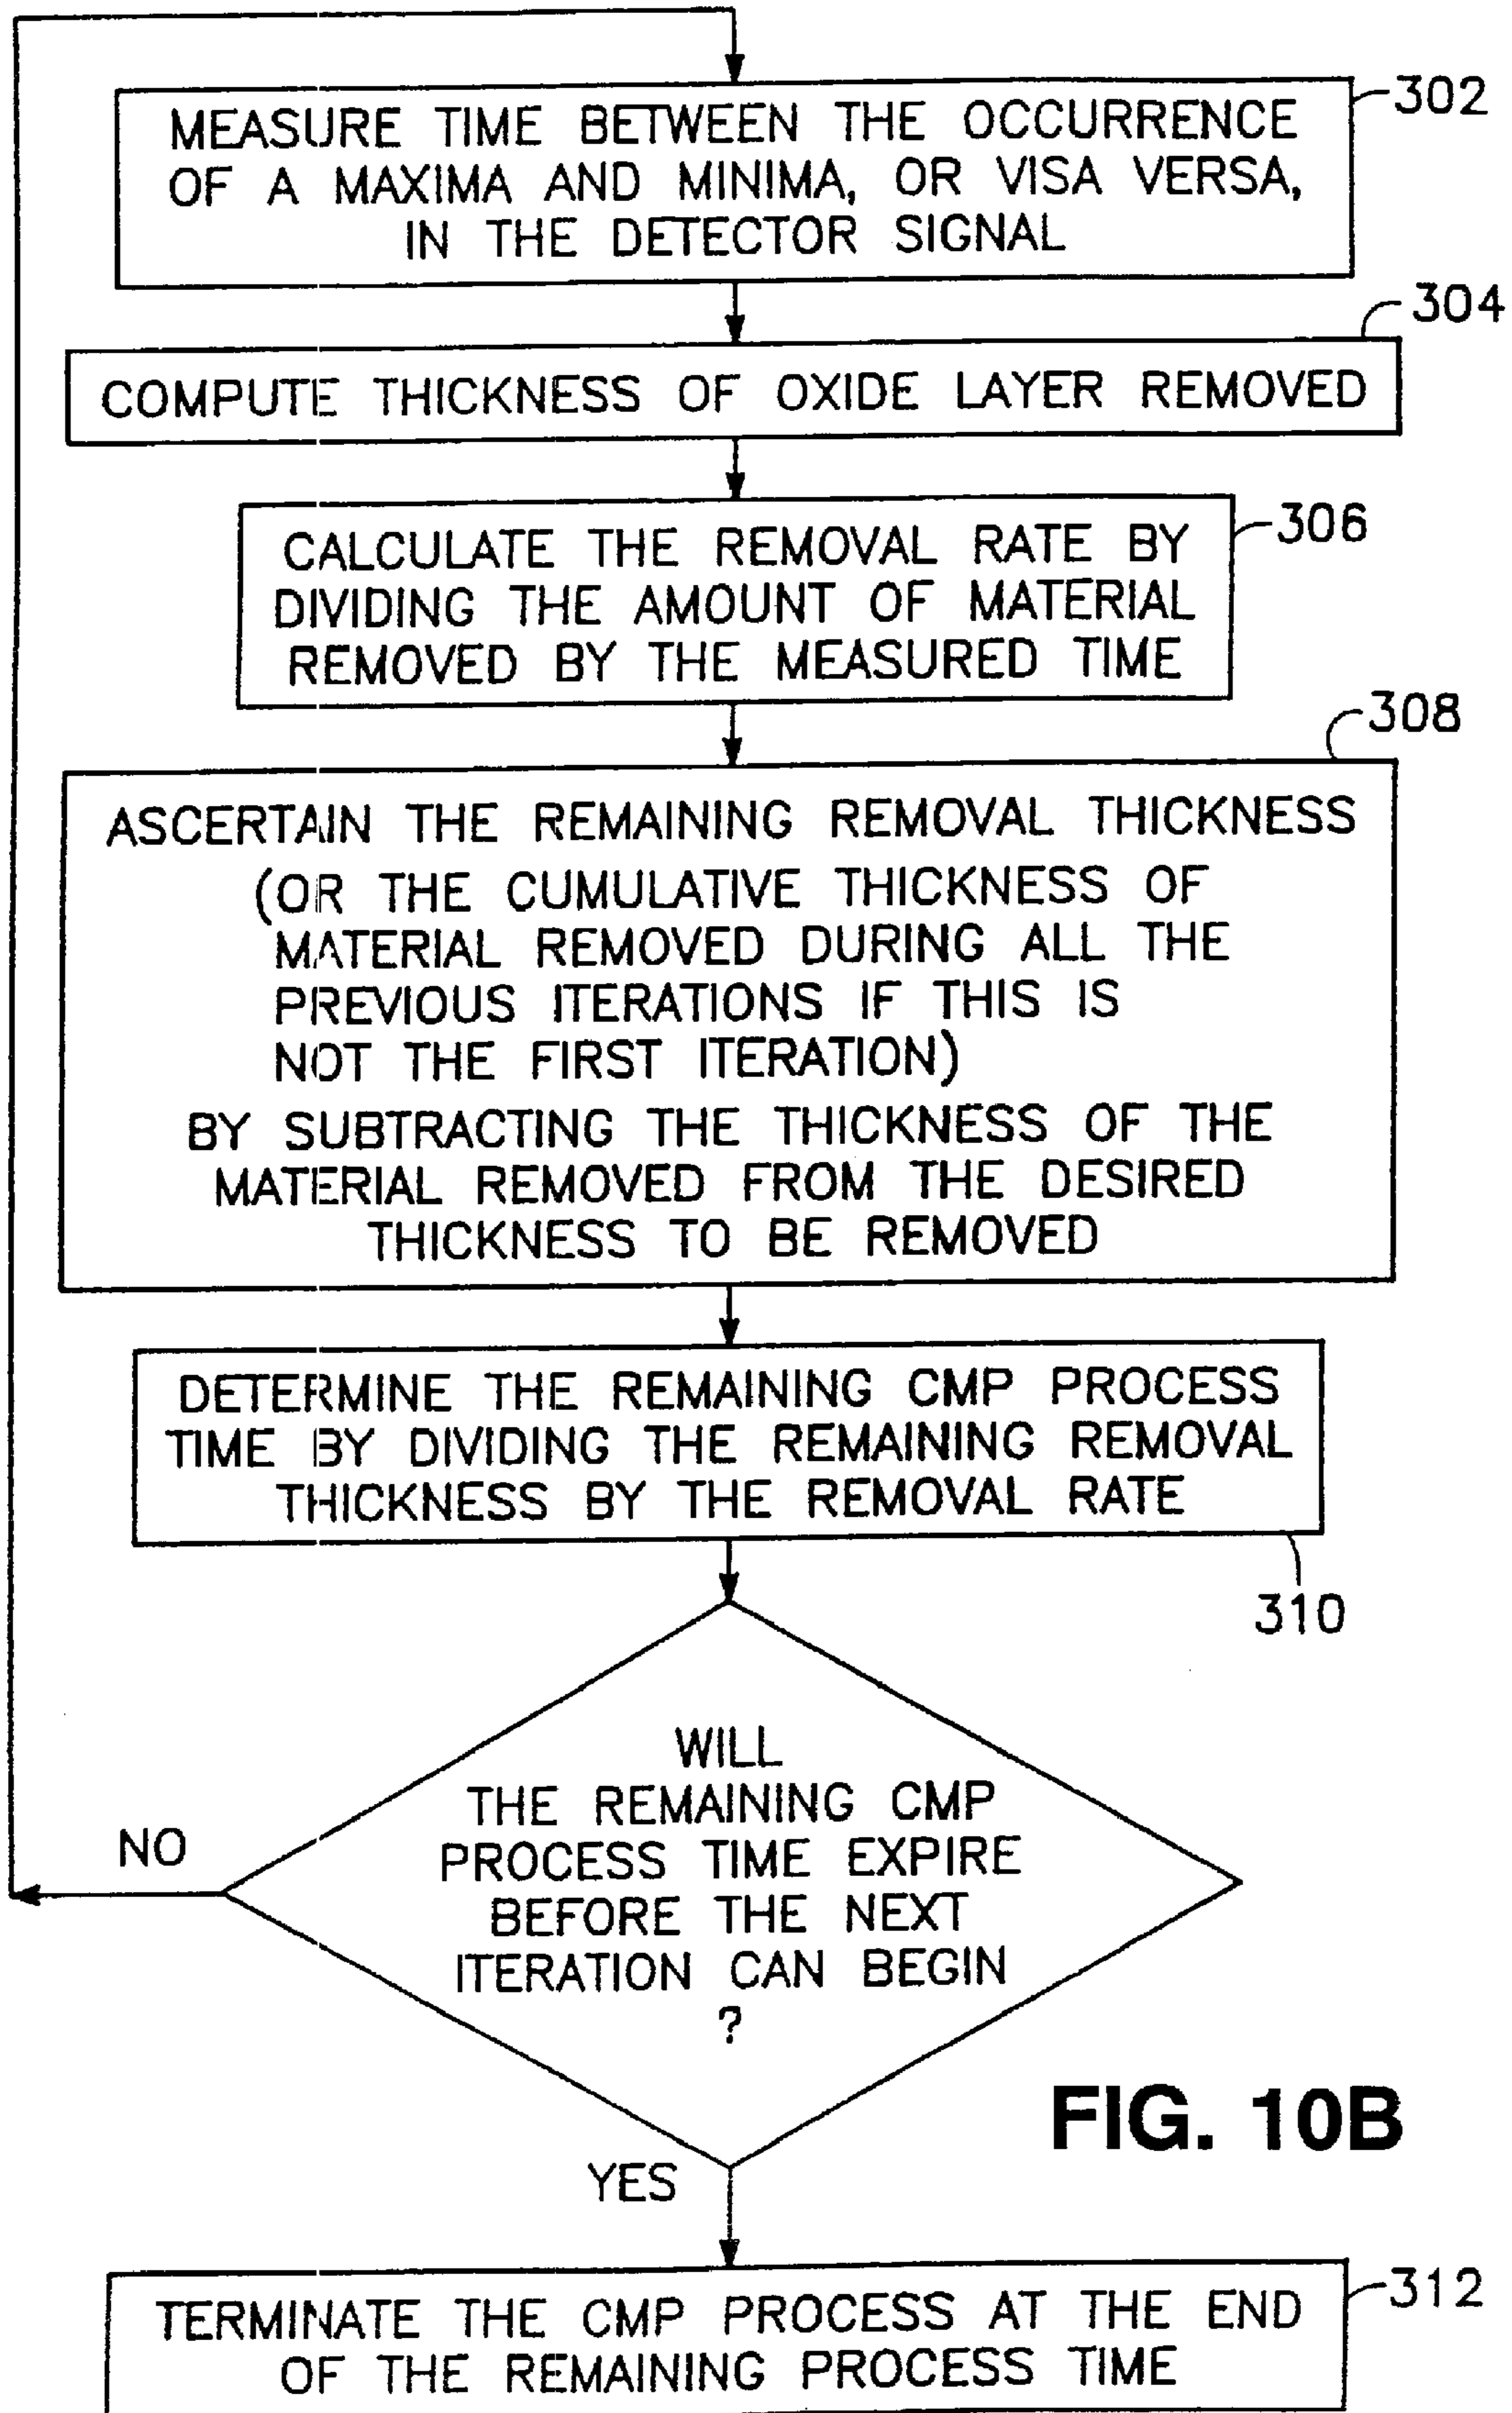 302
MEASURE TIME BETWEEN THE OCCURRENCE
OF A MAXIMA AND MINIMA, OR VISA VERSA,
IN THE DETECTOR SIGNAL
304
COMPUTE THICKNESS OF OXIDE LAYER REMOVED
306
CALCULATE THE REMOVAL RATE BY
DIVIDING THE AMOUNT OF MATERIAL
REMOVED BY THE MEASURED TIME
308
ASCERTAIN THE REMAINING REMOVAL THICKNESS
(OR THE CUMULATIVE THICKNESS OF
MATERIAL REMOVED DURING ALL THE
PREVIOUS ITERATIONS IF THIS IS
NOT THE FIRST ITERATION)
BY SUBTRACTING THE THICKNESS OF THE
MATERIAL REMOVED FROM THE DESIRED
THICKNESS TO BE REMOVED
DETERMINE THE REMAINING CMP PROCESS
TIME BY DIVIDING THE REMAINING REMOVAL
THICKNESS BY THE REMOVAL RATE
310
WILL
THE REMAINING CMP
PROCESS TIME EXPIRE
BEFORE THE NEXT
ITERATION CAN BEGIN
?
NO
FIG. 10B
YES
312
TERMINATE THE CMP PROCESS AT THE END
OF THE REMAINING PROCESS TIME